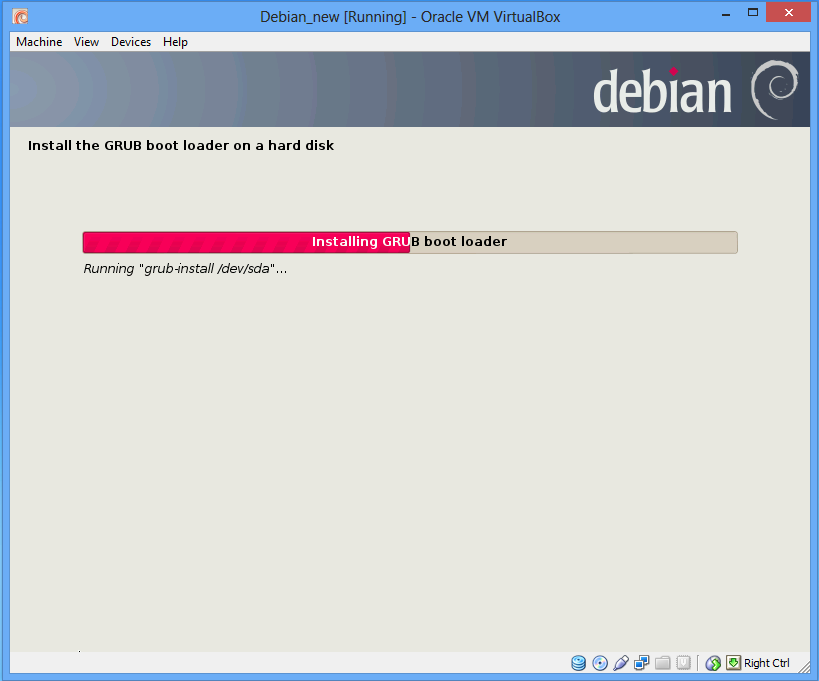 Debian_new [Running] - Oracle VM VirtualBox
Machine View Devices Help
debian
Install the GRUB boot loader on a hard disk
Installing GRUB boot loader
Running "grub-install /dev/sda"...
Right Ctrl